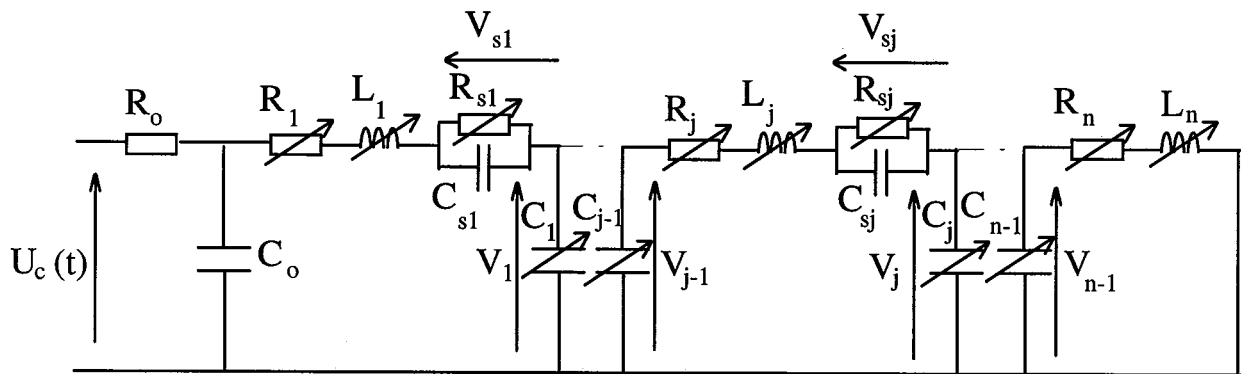 V_s1
V_sj
R_o
R_1
L_1
R_s1
R_j
L_j
R_sj
R_n
L_n
C_s1
C_sj
C_1
C_j-1
C_j
C_n-1
U_c (t)
C_o
V_1
V_j-1
V_j
V_n-1